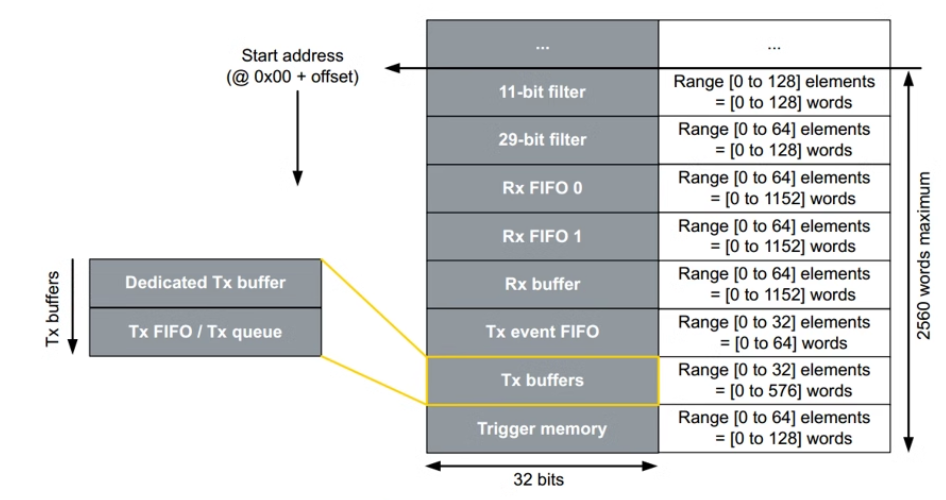 ...
...
Start address
(@ 0x00 + offset)
11-bit filter
Range [0 to 128] elements
= [0 to 128] words
29-bit filter
Range [0 to 64] elements
= [0 to 128] words
Rx FIFO 0
Range [0 to 64] elements
= [0 to 1152] words
Rx FIFO 1
Range [0 to 64] elements
= [0 to 1152] words
Rx buffer
Range [0 to 64] elements
= [0 to 1152] words
Tx event FIFO
Range [0 to 32] elements
= [0 to 64] words
Tx buffers
Range [0 to 32] elements
= [0 to 576] words
Trigger memory
Range [0 to 64] elements
= [0 to 128] words
2560 words maximum
32 bits
Tx buffers
Dedicated Tx buffer
Tx FIFO / Tx queue